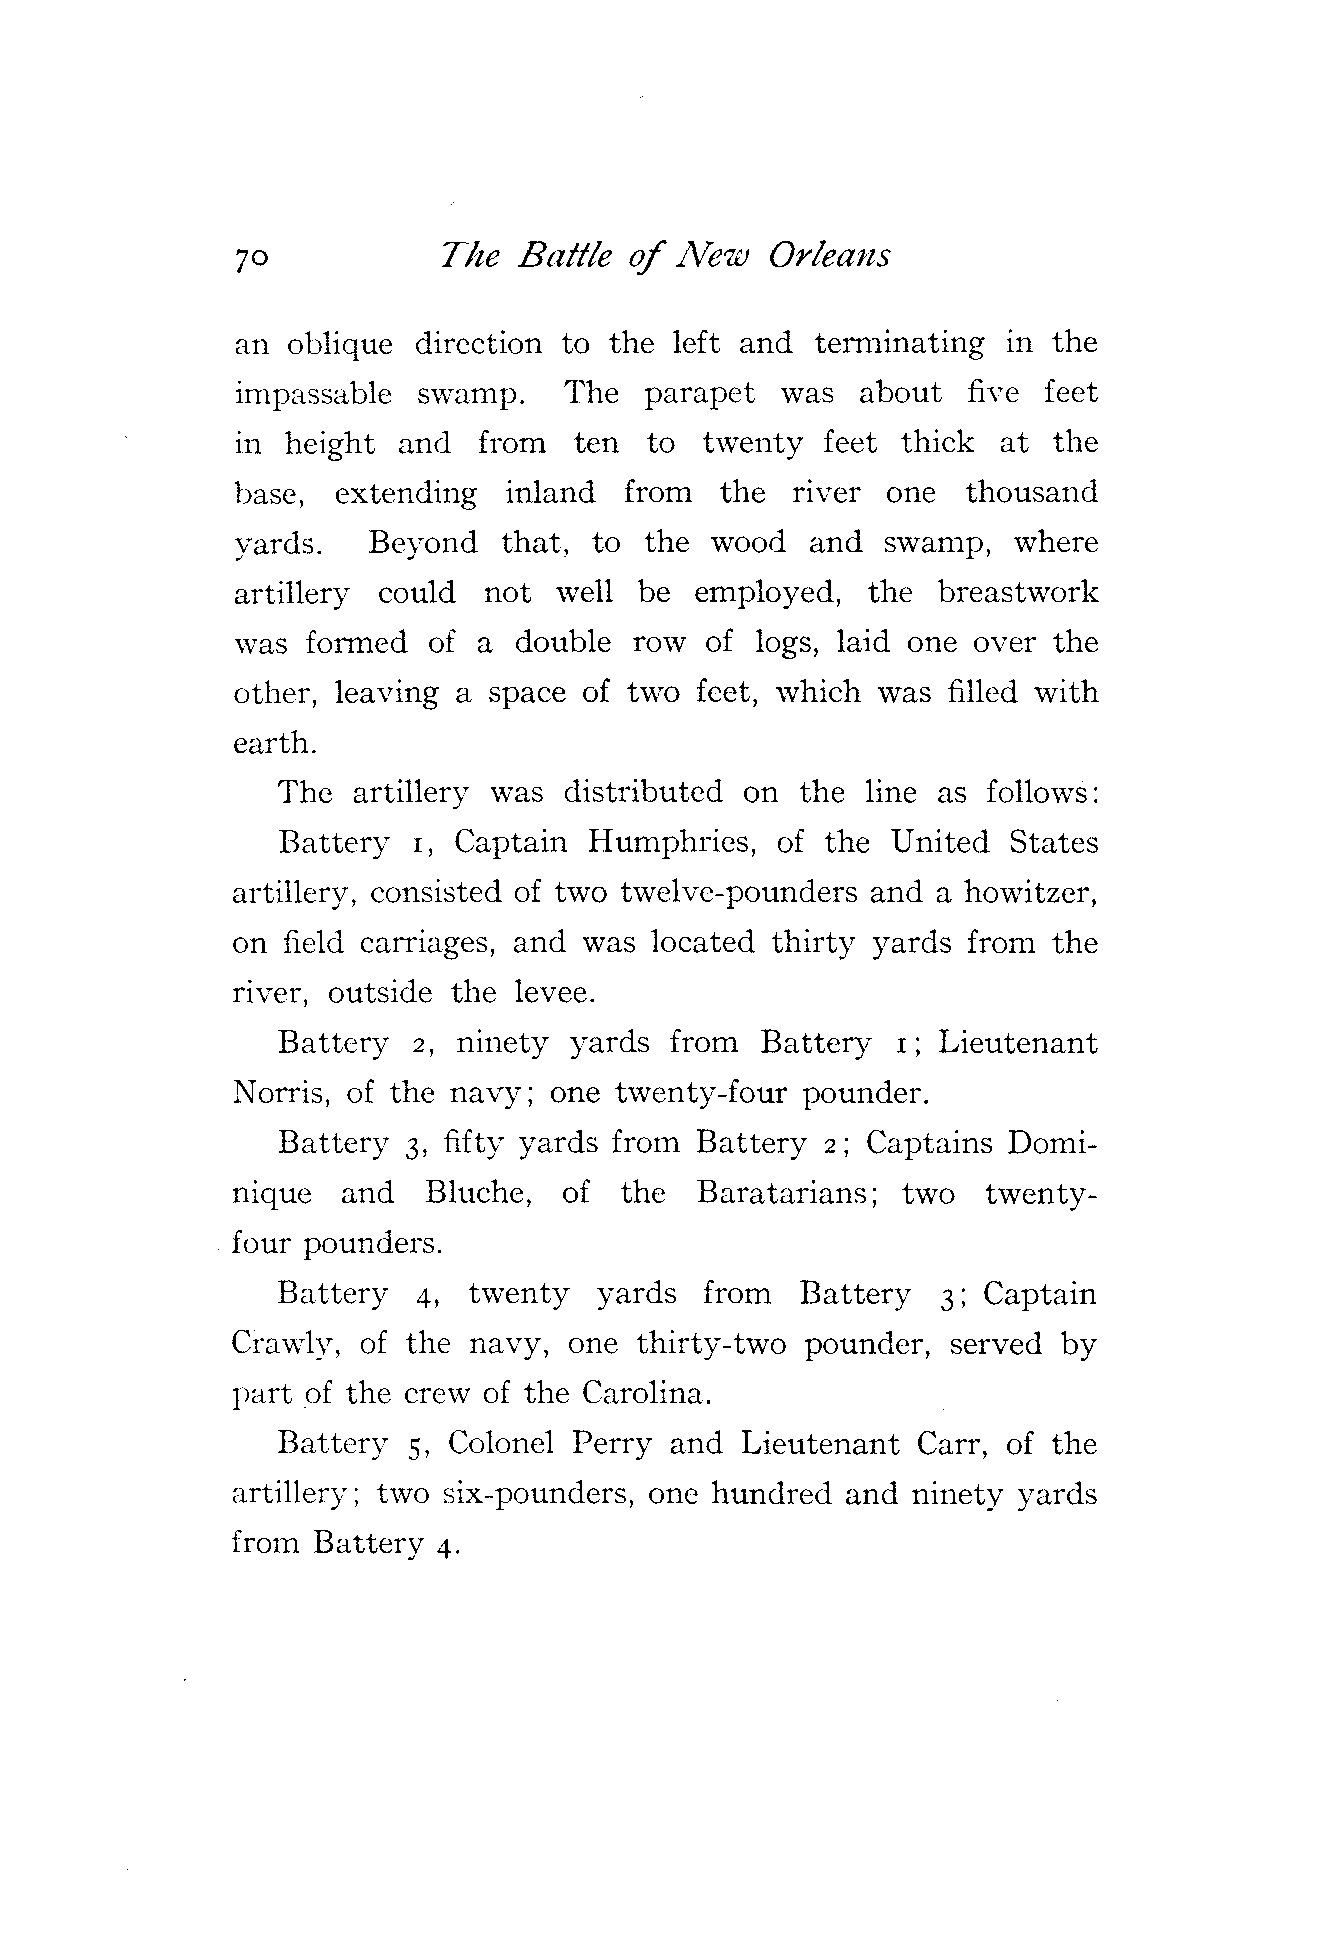 70 The Battle of New Orleans
an oblique direction to the left and terminating in the
impassable swamp. The parapet was about five feet
in height and from ten to twenty feet thick at the
base, extending inland from the river one thousand
yards. Beyond that, to the wood and swamp, where
artillery could not well be employed, the breastwork
was formed of a double row of logs, laid one over the
other, leaving a space of two feet, which was filled with
earth.
The artillery was distributed on the line as follows:
Battery 1, Captain Humphries, of the United States
artillery, consisted of two twelve-pounders and a howitzer,
on field carriages, and was located thirty yards from the
river, outside the levee.
Battery 2, ninety yards from Battery 1; Lieutenant
Norris, of the navy; one twenty-four pounder.
Battery 3, fifty yards from Battery 2; Captains Domi-
nique and Bluche, of the Baratarians; two twenty-
four pounders.
Battery 4, twenty yards from Battery 3; Captain
Crawly, of the navy, one thirty-two pounder, served by
part of the crew of the Carolina.
Battery 5, Colonel Perry and Lieutenant Carr, of the
artillery; two six-pounders, one hundred and ninety yards
from Battery 4.